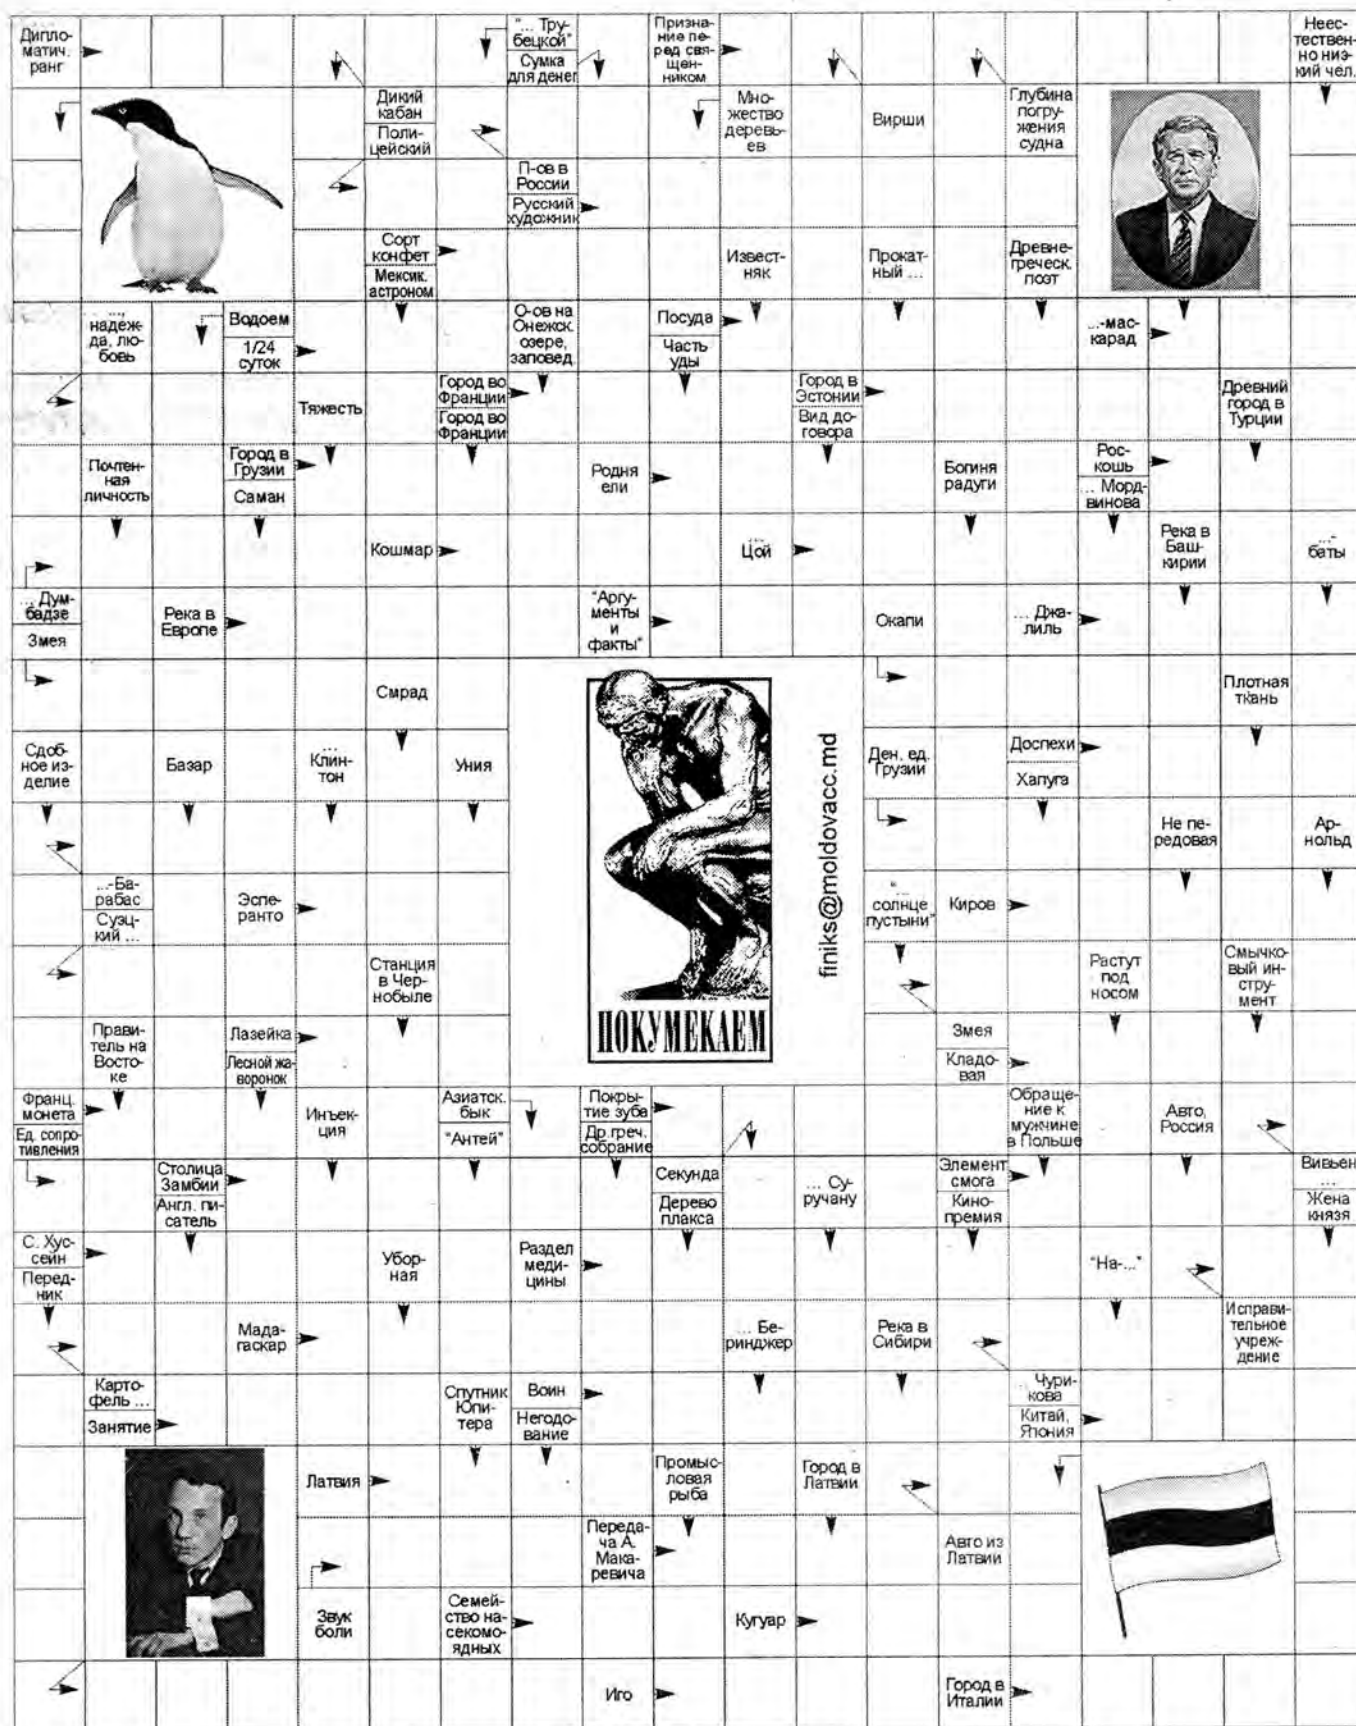 Дипло-
матич.
ранг
"... Тру-
бецкой"
Сумка
для денег
Призна-
ние пе-
ред свя-
щен-
ником
Неес-
тествен-
но низ-
кий чел.
Дикий
кабан
Поли-
цейский
Мно-
жество
деревь-
ев
Вирши
Глубина
погру-
жения
судна
П-ов в
России
Русский
художник
Сорт
конфет
Мексик.
астроном
Извест-
няк
Прокат-
ный ...
Древне-
греческ.
поэт
...,
надеж
да, лю-
бовь
Водоем
1/24
суток
О-ов на
Онежск.
озере,
заповед.
Посуда
Часть
уды
...-мас-
карад
Тяжесть
Город во
Франции
Город во
Франции
Город в
Эстонии
Вид до-
говора
Древний
город в
Турции
Почтен-
ная
личность
Город в
Грузии
Саман
Родня
ели
Богиня
радуги
Рос-
кошь
... Морд-
винова
Кошмар
...
Цой
Река в
Баш-
кирии
..."
баты
... Дум-
бадзе
Змея
Река в
Европе
"Аргу-
менты
и
факты"
Окапи
... Джа-
лиль
Смрад
Плотная
ткань
Сдоб-
ное из-
делие
Базар
...
Клин-
тон
Уния
Ден. ед.
Грузии
Доспехи
Хапуга
Не пе-
редовая
Ар-
нольд
...-Ба-
рабас
Суэц-
кий ...
Эспе-
ранто
"...
солнце
пустыни"
Киров
Станция
в Чер-
нобыле
Растут
под
носом
Смычко-
вый ин-
стру-
мент
ПОКУМЕКАЕМ
finiks@moldovacc.md
Прави-
тель на
Восто-
ке
Лазейка
Лесной жа-
воронок
Змея
Кладо-
вая
Франц.
монета
Ед. сопро-
тивления
Инъек-
ция
Азиатск.
бык
"Антей"
Покры-
тие зуба
Др.греч.
собрание
Обраще-
ние к
мужчине
в Польше
Авто,
Россия
Столица
Замбии
Англ. пи-
сатель
Секунда
Дерево
плакса
... Су-
ручану
Элемент
смога
Кино-
премия
Вивьен
...
Жена
князя
С. Хус-
сейн
Перед-
ник
Убор-
ная
Раздел
меди-
цины
"На-..."
Мада-
гаскар
... Бе-
ринджер
Река в
Сибири
Исправи-
тельное
учреж-
дение
Карто-
фель ...
Занятие
Спутник
Юпи-
тера
Воин
Негодо-
вание
... Чури-
кова
Китай,
Япония
Латвия
Промыс-
ловая
рыба
Город в
Латвии
Переда-
ча А.
Мака-
ревича
Авто из
Латвии
Звук
боли
Семей-
ство на-
секомо-
ядных
Кугуар
Иго
Город в
Италии